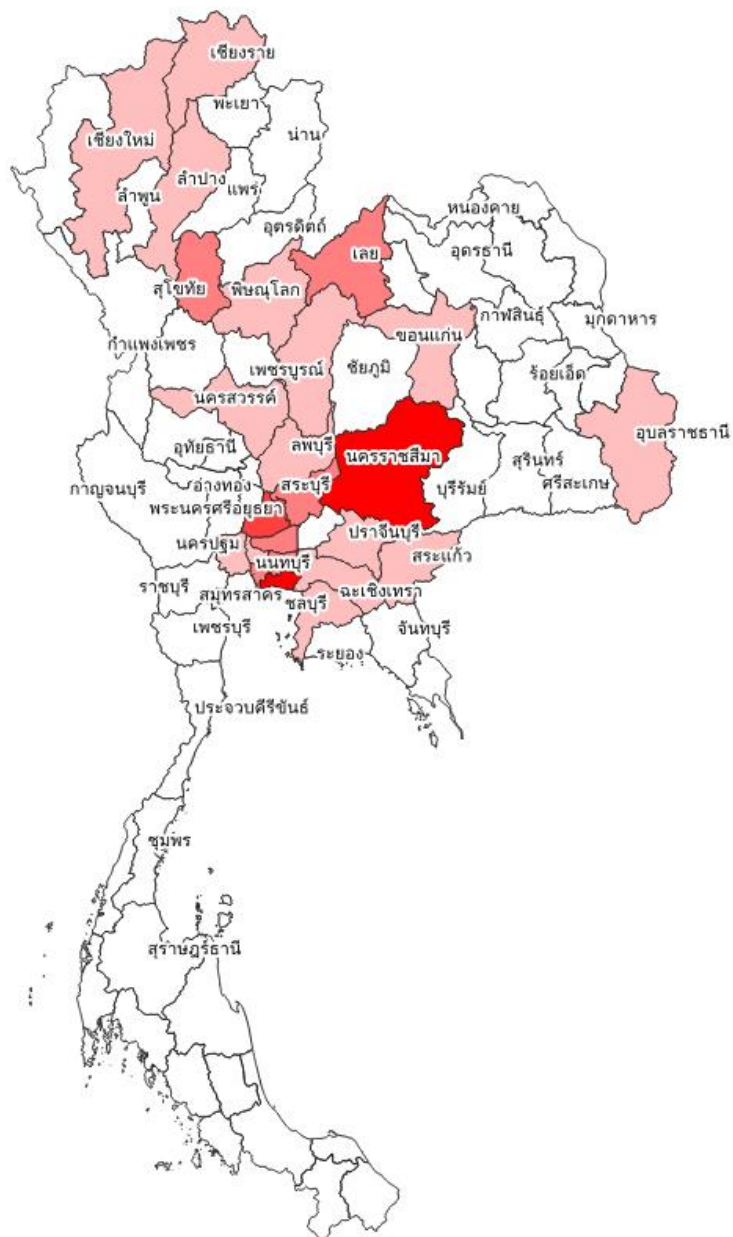 เชียงราย
พะเยา
น่าน
เชียงใหม่
ลำปาง
แพร่
ลำพูน
หนองคาย
อุตรดิตถ์
อุดรธานี
เลย
สุโขทัย
พิษณุโลก
กาฬสินธุ์
มุกดาหาร
ขอนแก่น
กำแพงเพชร
เพชรบูรณ์
ชัยภูมิ
ร้อยเอ็ด
นครสวรรค์
อุบลราชธานี
ลพบุรี
อุทัยธานี
นครราชสีมา
สุรินทร์
ศรีสะเกษ
บุรีรัมย์
กาญจนบุรี
อ่างทอง
สระบุรี
พระนครศรีอยุธยา
ปราจีนบุรี
นครปฐม
สระแก้ว
นนทบุรี
ราชบุรี
สมุทรสาคร
ชลบุรี
ฉะเชิงเทรา
เพชรบุรี
ระยอง
จันทบุรี
ประจวบคีรีขันธ์
ชุมพร
สุราษฎร์ธานี